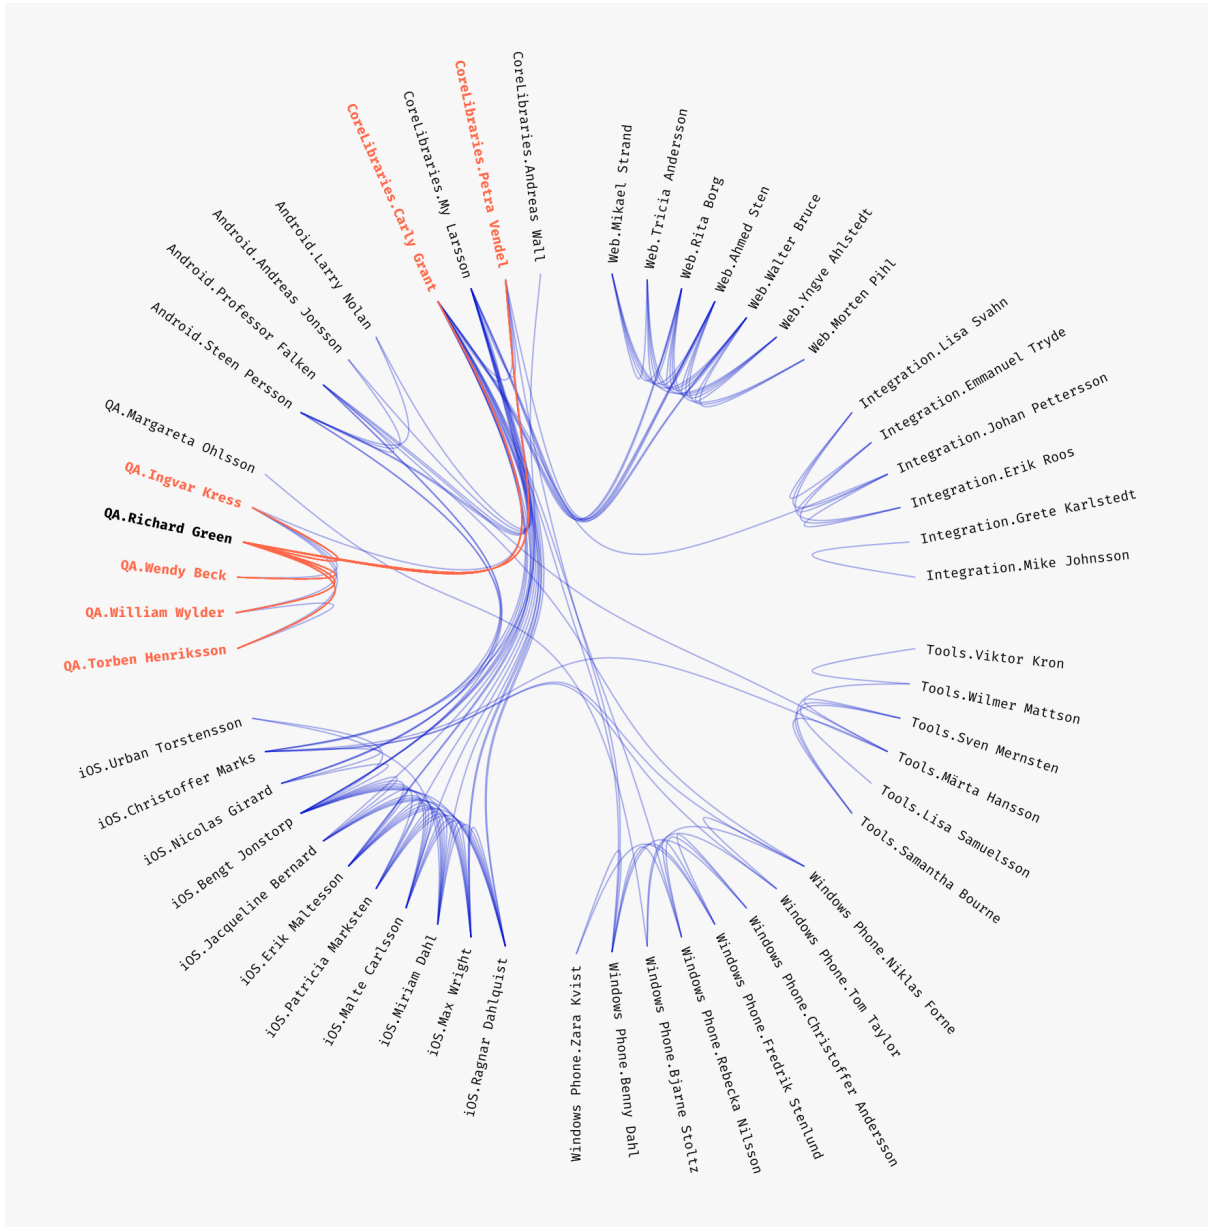 CoreLibraries.Carly Grant
CoreLibraries.My Larsson
CoreLibraries.Petra Vendel
CoreLibraries.Andreas Wall
Web.Mikael Strand
Web.Tricia Andersson
Web.Rita Borg
Web.Ahmed Sten
Web.Walter Bruce
Web.Yngve Ahlstedt
Web.Morten Pihl
Integration.Lisa Svahn
Integration.Emmanuel Tryde
Integration.Johan Pettersson
Integration.Erik Roos
Integration.Grete Karlstedt
Integration.Mike Johnsson
Tools.Viktor Kron
Tools.Wilmer Mattson
Tools.Sven Mernsten
Tools.Märta Hansson
Tools.Lisa Samuelsson
Tools.Samantha Bourne
Windows Phone.Niklas Forne
Windows Phone.Tom Taylor
Windows Phone.Christoffer Andersson
Windows Phone.Fredrik Stenlund
Windows Phone.Rebecka Nilsson
Windows Phone.Bjarne Stoltz
Windows Phone.Benny Dahl
Windows Phone.Zara Kvist
iOS.Ragnar Dahlquist
iOS.Max Wright
iOS.Miriam Dahl
iOS.Malte Carlsson
iOS.Patricia Marksten
iOS.Erik Maltesson
iOS.Jacqueline Bernard
iOS.Bengt Jonstorp
iOS.Nicolas Girard
iOS.Christoffer Marks
iOS.Urban Torstensson
QA.Torben Henriksson
QA.William Wylder
QA.Wendy Beck
QA.Richard Green
QA.Ingvar Kress
QA.Margareta Ohlsson
Android.Steen Persson
Android.Professor Falken
Android.Andreas Jonsson
Android.Larry Nolan